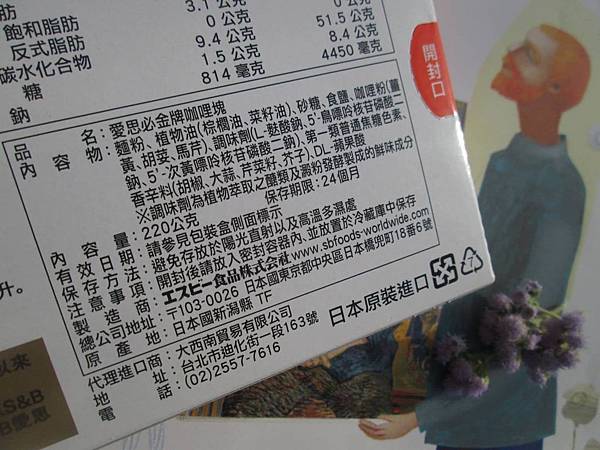 肪
3.1 公克
飽和脂肪
0 公克
51.5 公克
反式脂肪
0 公克
8.4 公克
碳水化合物
9.4 公克
4450 毫克
糖
1.5 公克
鈉
814 毫克
開封口
品名:愛思必金牌咖哩塊
內容物:麵粉、植物油(棕櫚油、菜籽油)、砂糖、食鹽、咖哩粉(薑
黃、胡荽、馬芹)、調味劑(L-麩酸鈉、5'-鳥嘌呤核苷磷酸二
鈉、5'-次黃嘌呤核苷磷酸二鈉)、第一類普通焦糖色素、
香辛料(胡椒、大蒜、芹菜籽、芥子)、DL-蘋果酸
※調味劑為植物萃取之醣類及澱粉發酵製成的鮮味成分
內容量:220公克
保存期限:24個月
有效日期:請參見包裝盒側面標示
保存方法:避免存放於陽光直射以及高溫多濕處
注意事項:開封後請放入密封容器內、並放置於冷藏庫中保存
製造商:エスビー食品株式会社www.sbfoods-worldwide.com
總公司地址:〒103-0026 日本國東京都中央區日本橋兜町18番6號
原產地:日本國新潟縣 TF
日本原裝進口
代理進口商:大西南貿易有限公司
地址:台北市迪化街一段163號
電話:(02)2557-7616
升。
以來
S&B
愛思